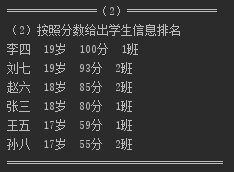 ══════════(2)══════════
(2)按照分数给出学生信息排名
李四 19岁 100分 1班
刘七 19岁 93分 2班
赵六 18岁 85分 2班
张三 18岁 80分 1班
王五 17岁 59分 1班
孙八 17岁 55分 2班
═══════════════════════